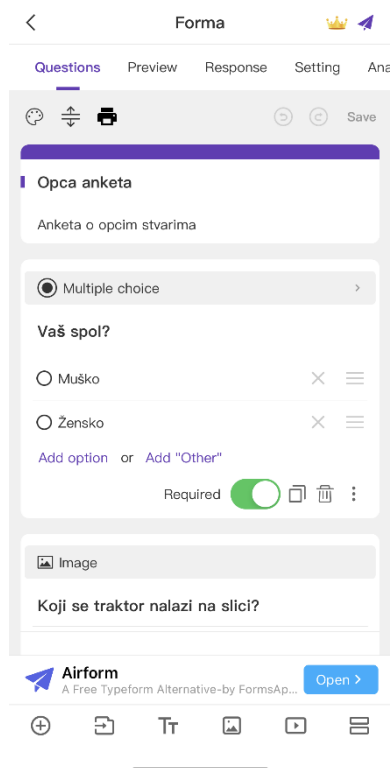 Forma
Questions Preview Response Setting Ana
Save
Opca anketa
Anketa o opcim stvarima
Multiple choice
Vaš spol?
Muško
Žensko
Add option or Add "Other"
Required
Image
Koji se traktor nalazi na slici?
Airform
A Free Typeform Alternative-by FormsAp...
Open
Tт